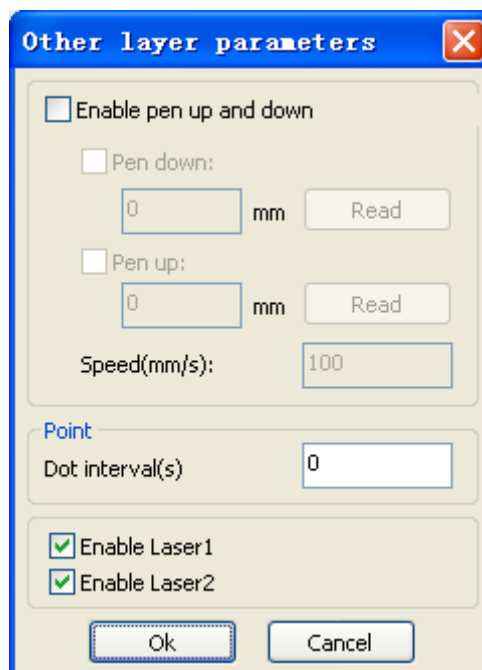 Other layer parameters
Enable pen up and down
Pen down:
0 mm Read
Pen up:
0 mm Read
Speed(mm/s): 100
Point
Dot interval(s) 0
Enable Laser1
Enable Laser2
Ok Cancel